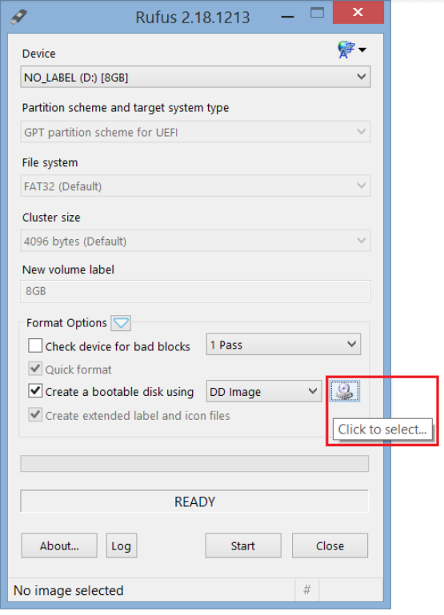 Rufus 2.18.1213
Device
NO_LABEL (D:) [8GB]
Partition scheme and target system type
GPT partition scheme for UEFI
File system
FAT32 (Default)
Cluster size
4096 bytes (Default)
New volume label
8GB
Format Options
Check device for bad blocks 1 Pass
Quick format
Create a bootable disk using DD Image
Create extended label and icon files
Click to select...
READY
About... Log Start Close
No image selected #